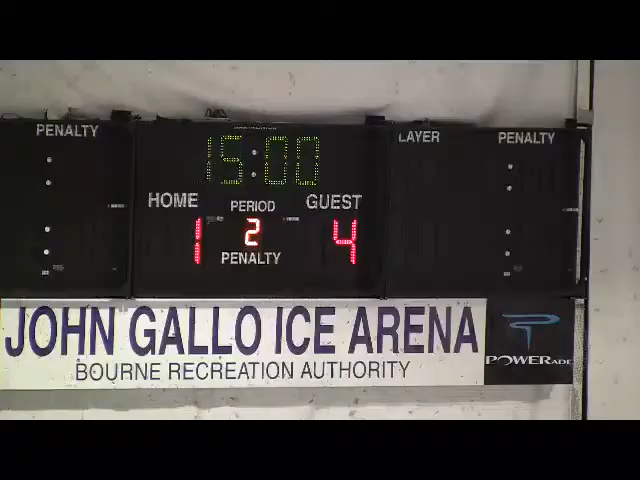 PENALTY
15:00
LAYER PENALTY
HOME PERIOD GUEST
1 2 4
PENALTY
JOHN GALLO ICE ARENA
BOURNE RECREATION AUTHORITY
POWERADE